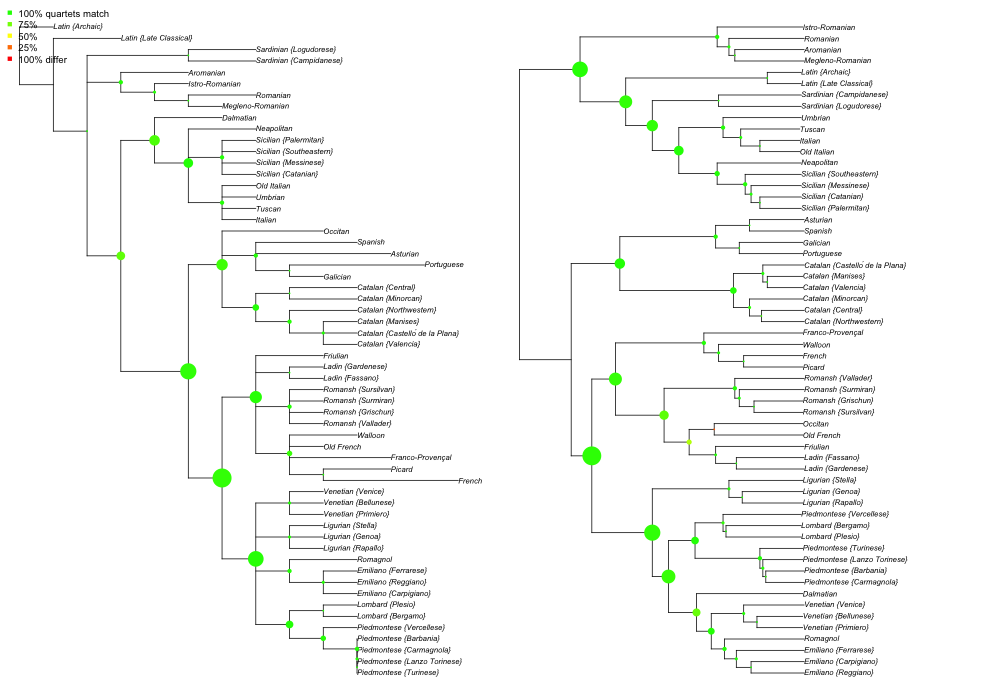 100% quartets match
75%
50%
25%
100% differ
Latin {Archaic}
Latin {Late Classical}
Sardinian {Logudorese}
Sardinian {Campidanese}
Aromanian
Istro-Romanian
Romanian
Megleno-Romanian
Dalmatian
Neapolitan
Sicilian {Palermitan}
Sicilian {Southeastern}
Sicilian {Messinese}
Sicilian {Catanian}
Old Italian
Umbrian
Tuscan
Italian
Occitan
Spanish
Asturian
Portuguese
Galician
Catalan {Central}
Catalan {Minorcan}
Catalan {Northwestern}
Catalan {Manises}
Catalan {Castelló de la Plana}
Catalan {Valencia}
Friulian
Ladin {Gardenese}
Ladin {Fassano}
Romansh {Sursilvan}
Romansh {Surmiran}
Romansh {Grischun}
Romansh {Vallader}
Walloon
Old French
Franco-Provençal
Picard
French
Venetian {Venice}
Venetian {Bellunese}
Venetian {Primiero}
Ligurian {Stella}
Ligurian {Genoa}
Ligurian {Rapallo}
Romagnol
Emiliano {Ferrarese}
Emiliano {Reggiano}
Emiliano {Carpigiano}
Lombard {Plesio}
Lombard {Bergamo}
Piedmontese {Vercellese}
Piedmontese {Barbania}
Piedmontese {Carmagnola}
Piedmontese {Lanzo Torinese}
Piedmontese {Turinese}
Istro-Romanian
Romanian
Aromanian
Megleno-Romanian
Latin {Archaic}
Latin {Late Classical}
Sardinian {Campidanese}
Sardinian {Logudorese}
Umbrian
Tuscan
Italian
Old Italian
Neapolitan
Sicilian {Southeastern}
Sicilian {Messinese}
Sicilian {Catanian}
Sicilian {Palermitan}
Asturian
Spanish
Galician
Portuguese
Catalan {Castelló de la Plana}
Catalan {Manises}
Catalan {Valencia}
Catalan {Minorcan}
Catalan {Central}
Catalan {Northwestern}
Franco-Provençal
Walloon
French
Picard
Romansh {Vallader}
Romansh {Surmiran}
Romansh {Grischun}
Romansh {Sursilvan}
Occitan
Old French
Friulian
Ladin {Fassano}
Ladin {Gardenese}
Ligurian {Stella}
Ligurian {Genoa}
Ligurian {Rapallo}
Piedmontese {Vercellese}
Lombard {Bergamo}
Lombard {Plesio}
Piedmontese {Turinese}
Piedmontese {Lanzo Torinese}
Piedmontese {Barbania}
Piedmontese {Carmagnola}
Dalmatian
Venetian {Venice}
Venetian {Bellunese}
Venetian {Primiero}
Romagnol
Emiliano {Ferrarese}
Emiliano {Carpigiano}
Emiliano {Reggiano}